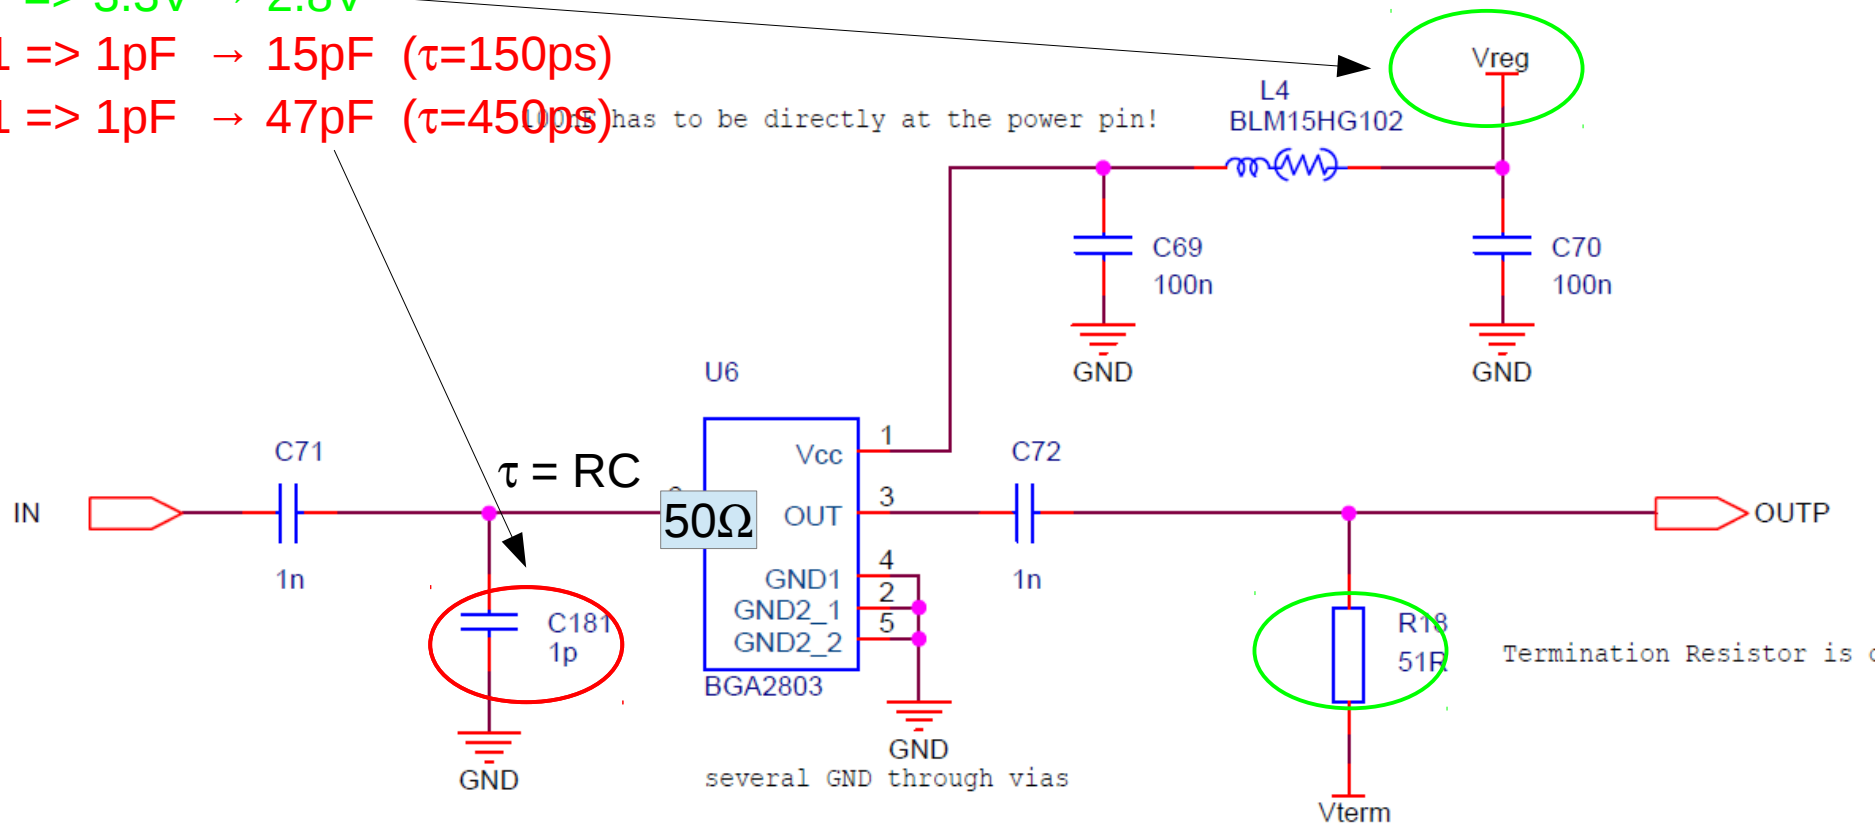 => 3.3V → 2.8V
1 => 1pF → 15pF (τ=150ps)
1 => 1pF → 47pF (τ=450ps)
100nF has to be directly at the power pin!
Vreg
L4
BLM15HG102
C69
100n
C70
100n
GND
GND
U6
C71
τ = RC
Vcc
1
C72
IN
50Ω
OUT
3
OUTP
1n
GND1
4
1n
GND2_1
2
C181
1p
GND2_2
5
R18
51R
Termination Resistor is
BGA2803
GND
GND
several GND through vias
Vterm